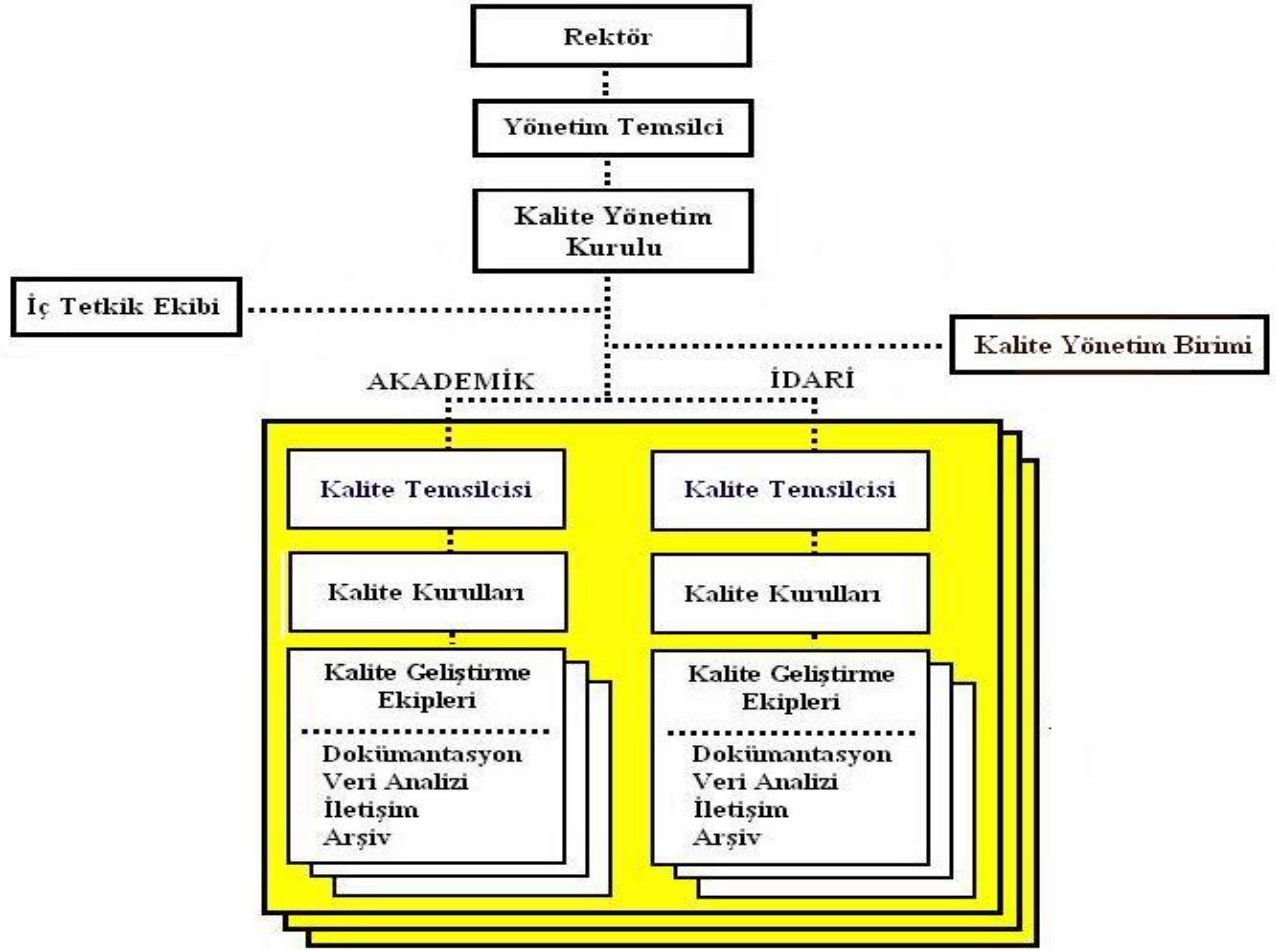 Rektör
Yönetim Temsilci
Kalite Yönetim
Kurulu
İç Tetkik Ekibi
Kalite Yönetim Birimi
AKADEMİK
İDARİ
Kalite Temsilcisi
Kalite Kurulları
Kalite Geliştirme
Ekipleri
Dokümantasyon
Veri Analizi
İletişim
Arşiv
Kalite Temsilcisi
Kalite Kurulları
Kalite Geliştirme
Ekipleri
Dokümantasyon
Veri Analizi
İletişim
Arşiv